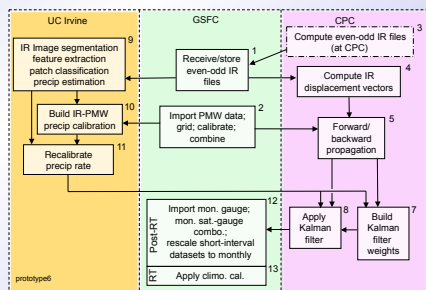 UC Irvine
GSFC
CPC
3
Compute even-odd IR files
(at CPC)
9
IR Image segmentation
feature extraction
patch classification
precip estimation
1
Receive/store
even-odd IR
files
4
Compute IR
displacement vectors
10
Build IR-PMW
precip calibration
2
Import PMW data;
grid; calibrate;
combine
5
Forward/
backward
propagation
11
Recalibrate
precip rate
12
Post-RT
Import mon. gauge;
mon. sat.-gauge
combo.;
rescale short-interval
datasets to monthly
8
Apply
Kalman
filter
7
Build
Kalman
filter
weights
13
RT
Apply climo. cal.
prototype6